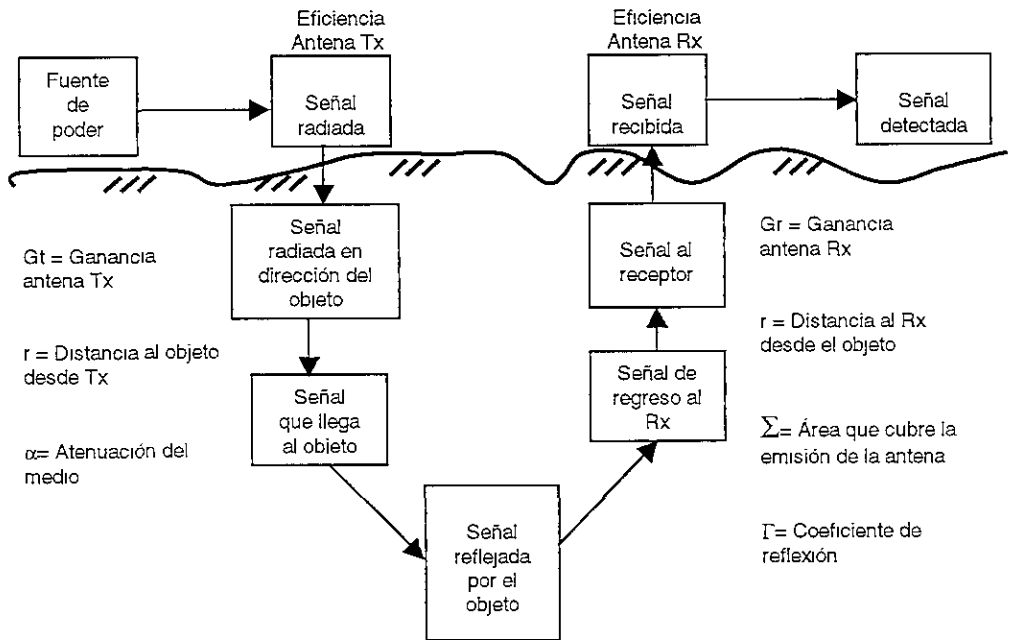 Eficiencia
Antena Tx
Eficiencia
Antena Rx
Fuente
de
poder
Señal
radiada
Señal
recibida
Señal
detectada
Señal
radiada en
dirección del
objeto
Señal al
receptor
Gt = Ganancia
antena Tx
Gr = Ganancia
antena Rx
r = Distancia al objeto
desde Tx
r = Distancia al Rx
desde el objeto
Señal
que llega
al objeto
Señal de
regreso al
Rx
α= Atenuación del
medio
Σ= Área que cubre la
emisión de la antena
Señal
reflejada
por el
objeto
Γ= Coeficiente de
reflexión